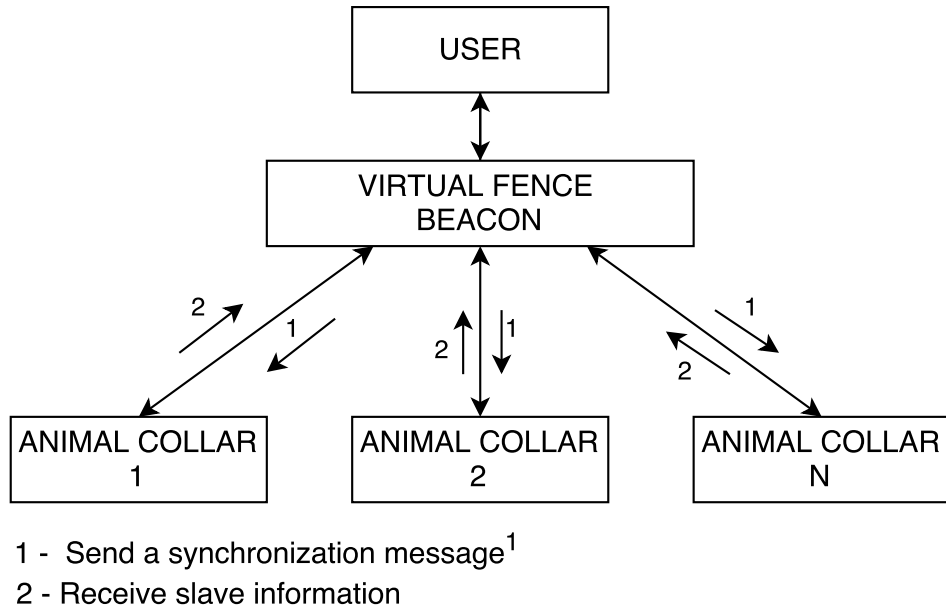 USER
VIRTUAL FENCE
BEACON
2
1
2
1
1
2
ANIMAL COLLAR
1
ANIMAL COLLAR
2
ANIMAL COLLAR
N
1 - Send a synchronization message¹
2 - Receive slave information